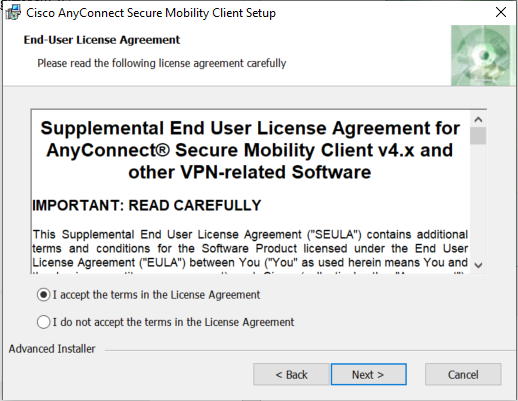 Cisco AnyConnect Secure Mobility Client Setup
End-User License Agreement
Please read the following license agreement carefully
Supplemental End User License Agreement for
AnyConnect® Secure Mobility Client v4.x and
other VPN-related Software
IMPORTANT: READ CAREFULLY
This Supplemental End User License Agreement ("SEULA") contains additional
terms and conditions for the Software Product licensed under the End User
License Agreement ("EULA") between You ("You" as used herein means You and
I accept the terms in the License Agreement
I do not accept the terms in the License Agreement
Advanced Installer
< Back
Next >
Cancel